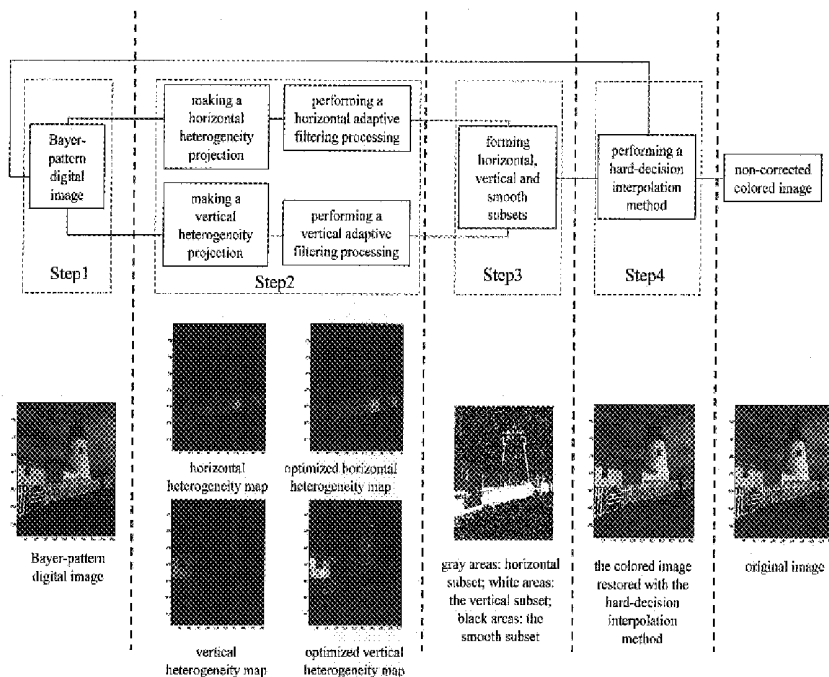 Bayer-
pattern
digital
image
Step1
making a
horizontal
heterogeneity
projection
performing a
horizontal adaptive
filtering processing
making a
vertical
heterogeneity
projection
performing a
vertical adaptive
filtering processing
Step2
forming
horizontal,
vertical and
smooth
subsets
Step3
performing a
hard-decision
interpolation
method
Step4
non-corrected
colored image
horizontal
heterogeneity map
optimized horizontal
heterogeneity map
Bayer-pattern
digital image
vertical
heterogeneity map
optimized vertical
heterogeneity map
gray areas: horizontal
subset; white areas:
the vertical subset;
black areas: the
smooth subset
the colored image
restored with the
hard-decision
interpolation
method
original image